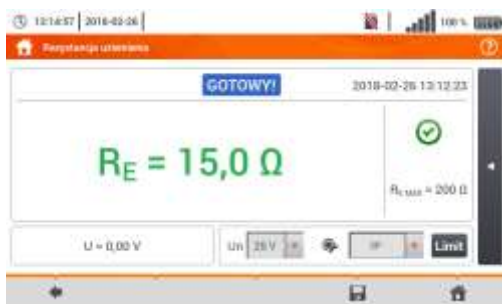 13:14:57 2018-02-26 100 %
Rezystancja uziemienia
GOTOWY! 2018-02-26 13:12:23
RE = 15,0 Ω
RE MAX = 200 Ω
U = 0,00 V Un 25 V 3P Limit